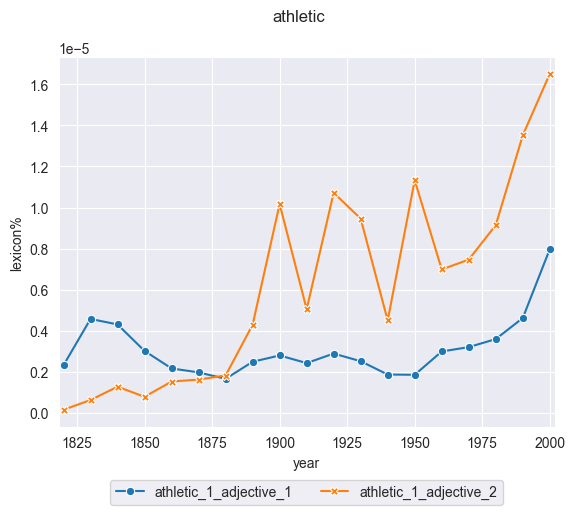 athletic
1e−5
1.6
1.4
1.2
1.0
0.8
0.6
0.4
0.2
0.0
lexicon%
1825 1850 1875 1900 1925 1950 1975 2000
year
athletic_1_adjective_1 athletic_1_adjective_2